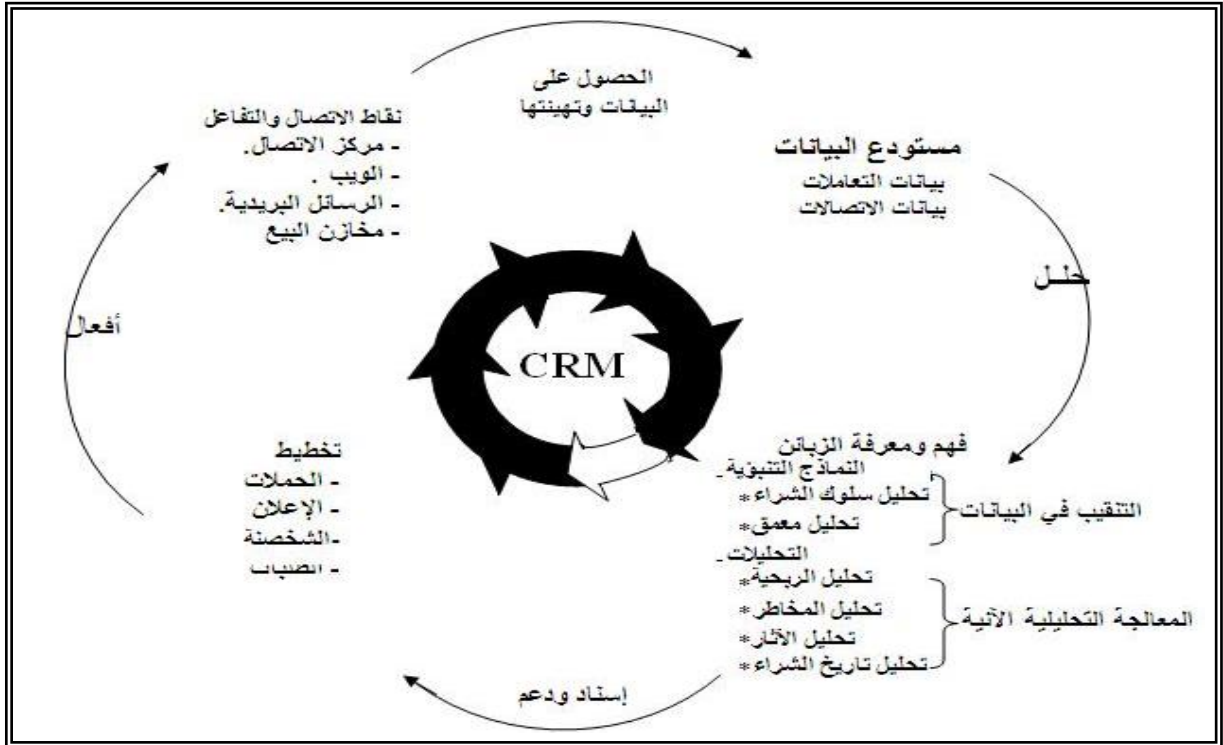 الحصول على
البيانات وتهيئتها
نقاط الاتصال والتفاعل
- مركز الاتصال.
- الويب .
- الرسائل البريدية.
- مخازن البيع
مستودع البيانات
بيانات التعاملات
بيانات الاتصالات
حلـل
أفعال
CRM
فهم ومعرفة الزبائن
النماذج التنبؤية-
تحليل سلوك الشراء*
تحليل معمق*
التنقيب في البيانات
التحليلات-
تحليل الربحية*
تحليل المخاطر*
تحليل الآثار*
تحليل تاريخ الشراء*
المعالجة التحليلية الآنية
تخطيط
- الحملات
- الإعلان
-الشخصنة
إسناد ودعم